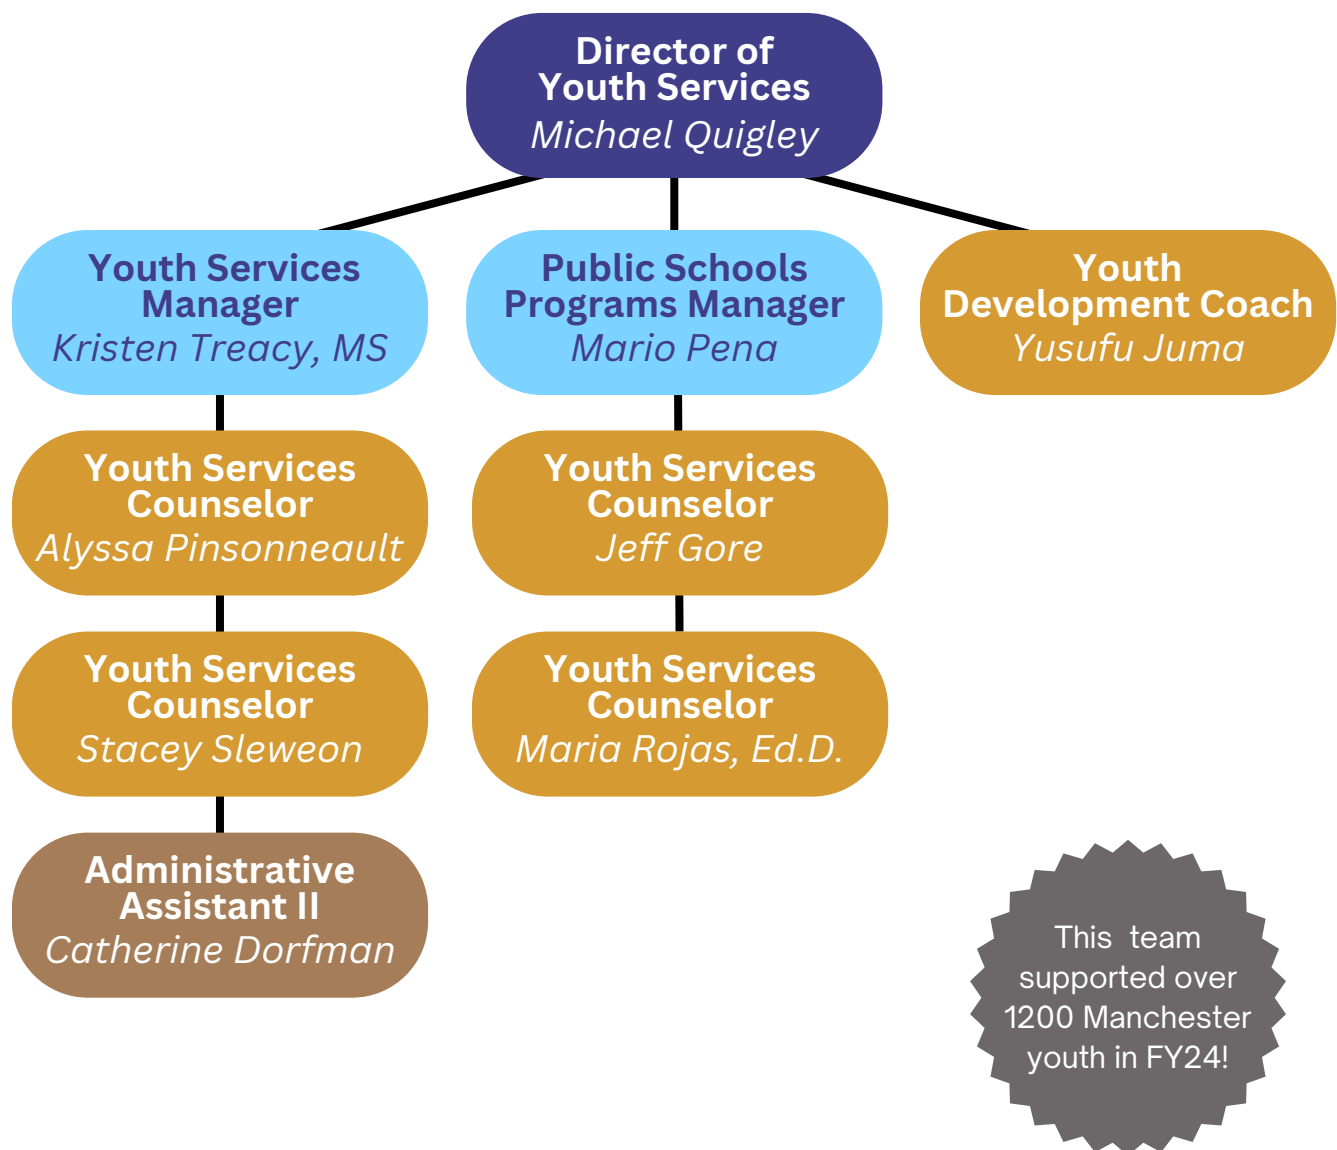 Director of
Youth Services
Michael Quigley
Youth Services
Manager
Kristen Treacy, MS
Public Schools
Programs Manager
Mario Pena
Youth
Development Coach
Yusufu Juma
Youth Services
Counselor
Alyssa Pinsonneault
Youth Services
Counselor
Jeff Gore
Youth Services
Counselor
Stacey Sleweon
Youth Services
Counselor
Maria Rojas, Ed.D.
Administrative
Assistant II
Catherine Dorfman
This team
supported over
1200 Manchester
youth in FY24!